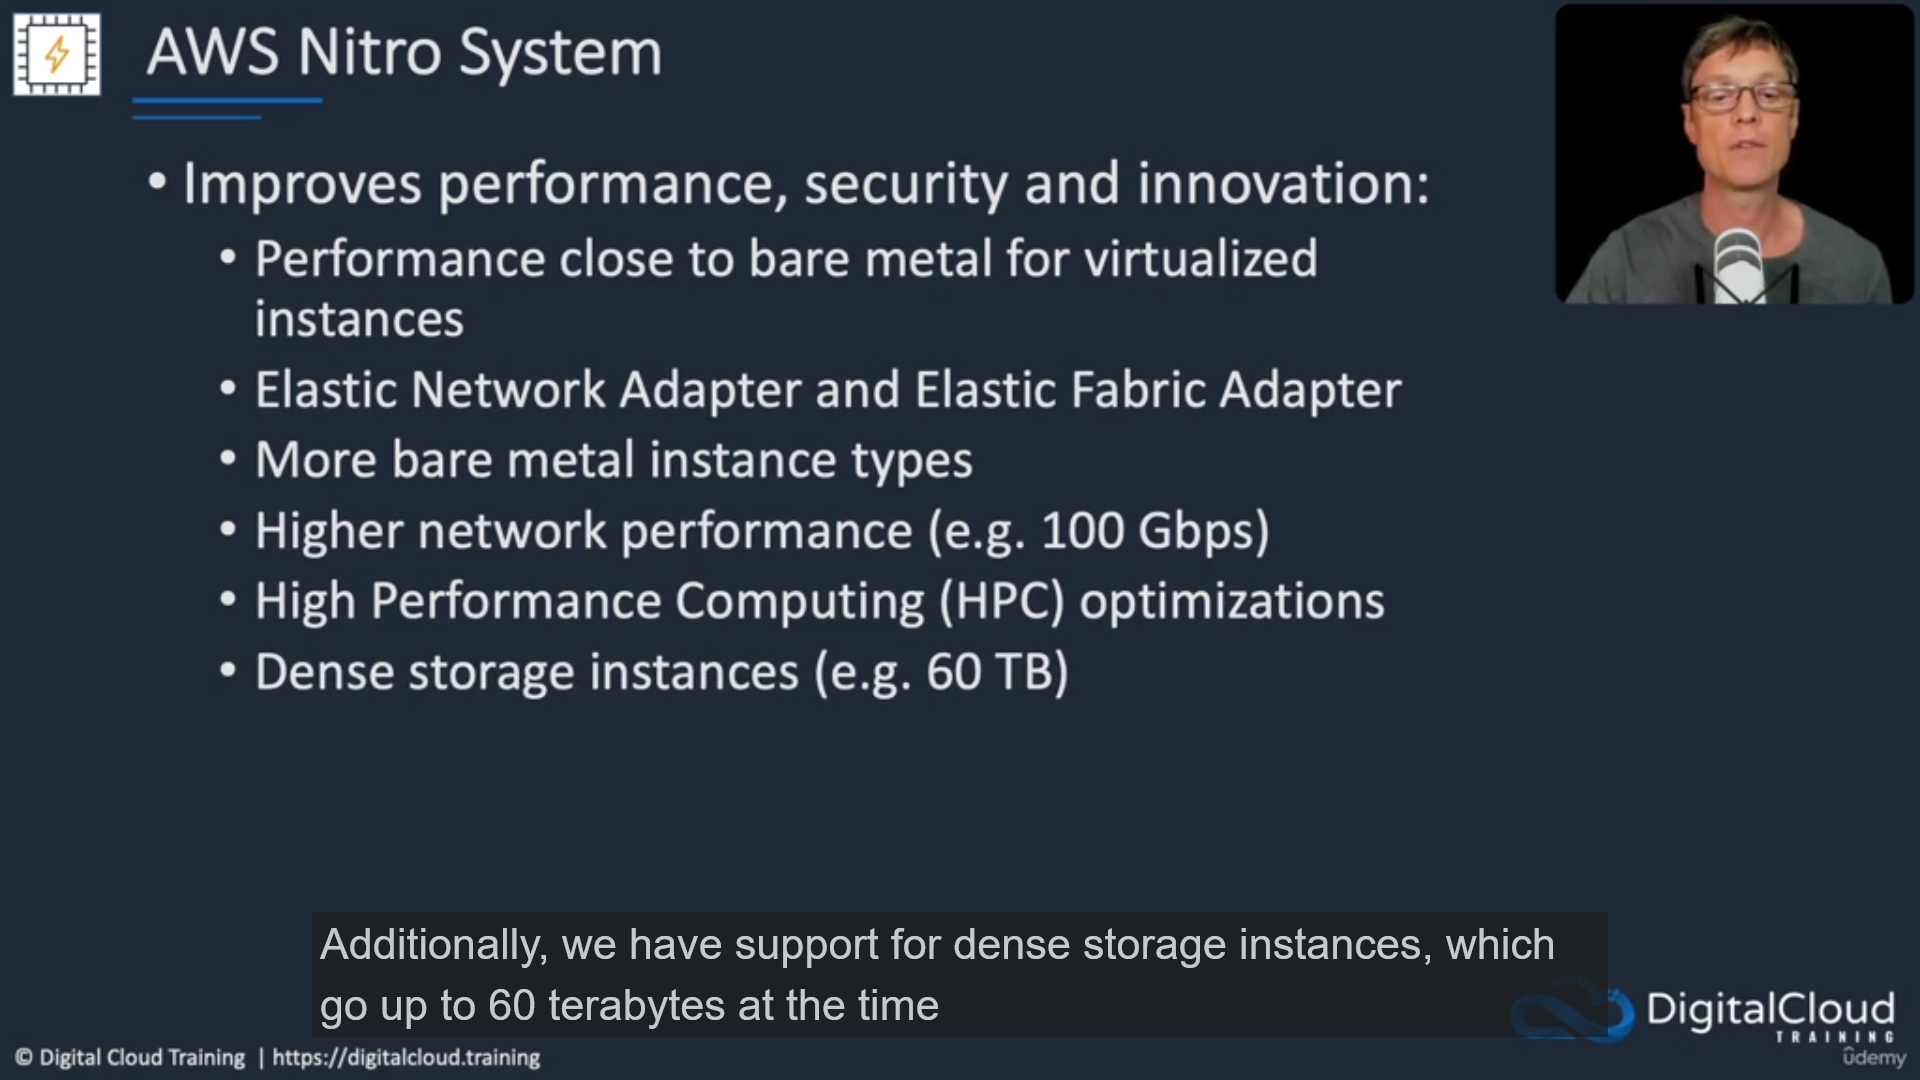 AWS Nitro System
• Improves performance, security and innovation:
• Performance close to bare metal for virtualized
instances
• Elastic Network Adapter and Elastic Fabric Adapter
• More bare metal instance types
• Higher network performance (e.g. 100 Gbps)
• High Performance Computing (HPC) optimizations
• Dense storage instances (e.g. 60 TB)
Additionally, we have support for dense storage instances, which
go up to 60 terabytes at the time
DigitalCloud
TRAINING
ûdemy
© Digital Cloud Training | https://digitalcloud.training